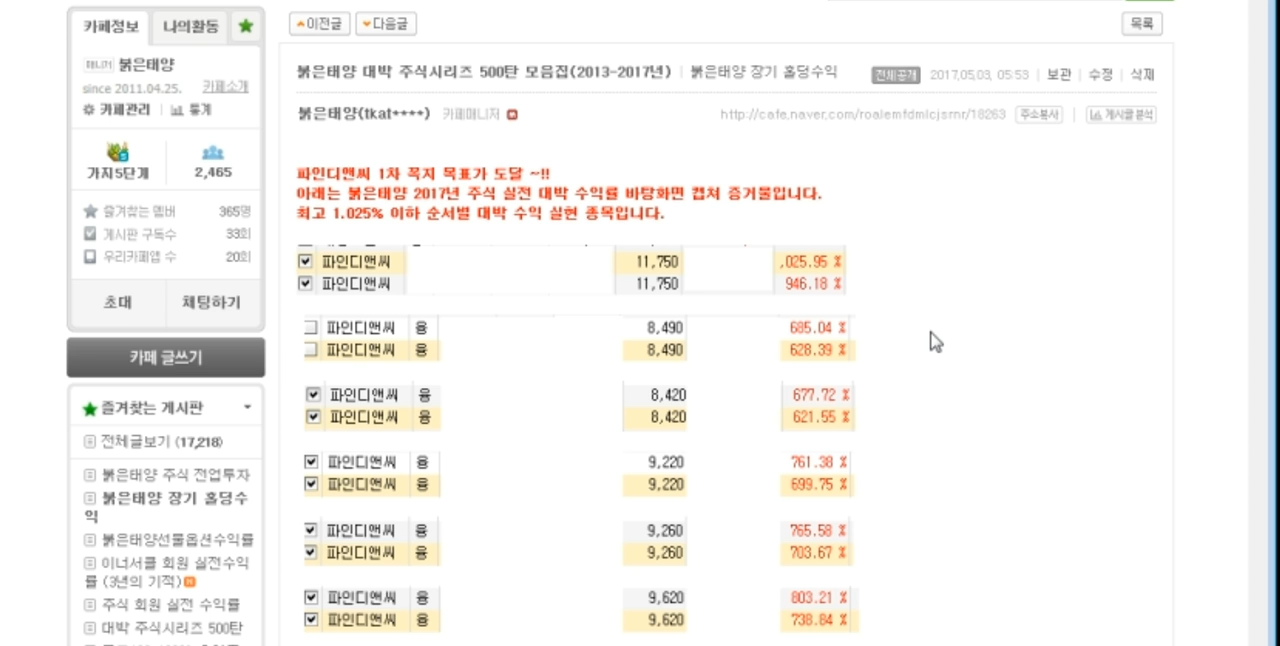 카페정보 나의활동
매니저 붉은태양
since 2011.04.25. 카페소개
카페관리 통계
가지5단계 2,465
즐겨찾는 멤버 365명
게시판 구독수 33회
우리카페앱 수 20회
초대 채팅하기
카페 글쓰기
즐겨찾는 게시판
전체글보기 (17,218)
붉은태양 주식 전업투자
붉은태양 장기 홀딩수
익
붉은태양선물옵션수익률
이너서클 회원 실전수익
률 (3년의 기적)
주식 회원 실전 수익률
대박 주식시리즈 500탄
이전글 다음글 목록
붉은태양 대박 주식시리즈 500탄 모음집(2013-2017년) 붉은태양 장기 홀딩수익 전체공개 2017.05.03. 05:53 보관 수정 삭제
붉은태양(tkat****) 카페매니저 http://cafe.naver.com/roalemfdmlcjsrnr/18263 주소복사 게시글 분석
파인디앤씨 1차 꼭지 목표가 도달 ~!!
아래는 붉은태양 2017년 주식 실전 대박 수익률 바탕화면 캡쳐 증거물입니다.
최고 1.025% 이하 순서별 대박 수익 실현 종목입니다.
파인디앤씨 11,750 ,025.95 %
파인디앤씨 11,750 946.18 %
파인디앤씨 융 8,490 685.04 %
파인디앤씨 융 8,490 628.39 %
파인디앤씨 융 8,420 677.72 %
파인디앤씨 융 8,420 621.55 %
파인디앤씨 융 9,220 761.38 %
파인디앤씨 융 9,220 699.75 %
파인디앤씨 융 9,260 765.58 %
파인디앤씨 융 9,260 703.67 %
파인디앤씨 융 9,620 803.21 %
파인디앤씨 융 9,620 738.84 %